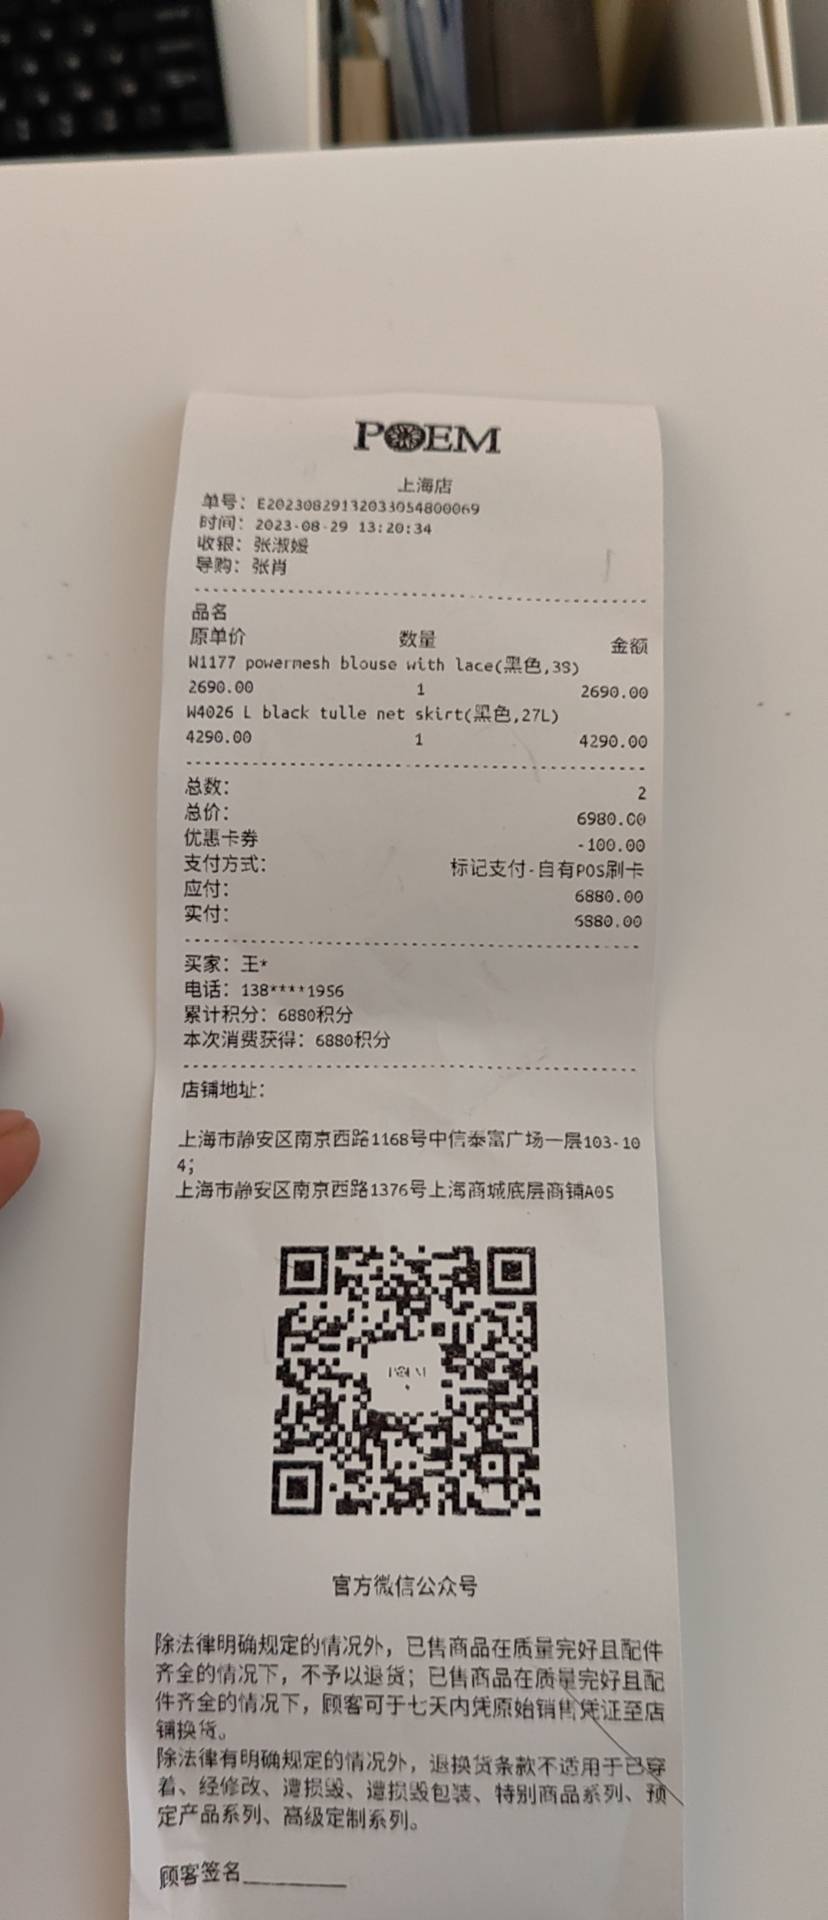 POEM
上海店
单号：E20230829132033054800069
时间：2023-08-29 13:20:34
收银：张淑媛
导购：张肖
品名
原单价 数量 金额
W1177 powermesh blouse with lace(黑色,3S)
2690.00 1 2690.00
W4026 L black tulle net skirt(黑色,27L)
4290.00 1 4290.00
总数： 2
总价： 6980.00
优惠卡券 -100.00
支付方式： 标记支付-自有POS刷卡
应付： 6880.00
实付： 6880.00
买家：王*
电话：138****1956
累计积分：6880积分
本次消费获得：6880积分
店铺地址：
上海市静安区南京西路1168号中信泰富广场一层103-10
4；
上海市静安区南京西路1376号上海商城底层商铺A05
POEM
官方微信公众号
除法律明确规定的情况外，已售商品在质量完好且配件
齐全的情况下，不予以退货；已售商品在质量完好且配
件齐全的情况下，顾客可于七天内凭原始销售凭证至店
铺换货。
除法律有明确规定的情况外，退换货条款不适用于已穿
着、经修改、遭损毁、遭损毁包装、特别商品系列、预
定产品系列、高级定制系列。
顾客签名